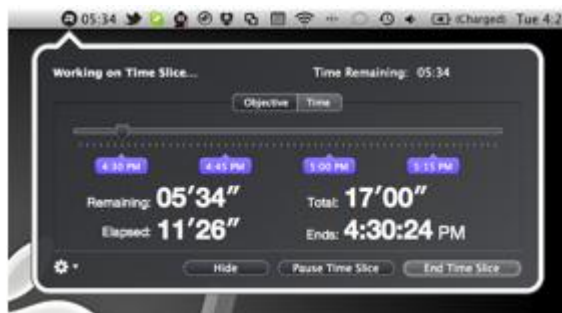 05:34 (Charged) Tue 4:2
Working on Time Slice... Time Remaining: 05:34
Objective Time
4:30 PM 4:45 PM 5:00 PM 5:15 PM
Remaining: 05'34" Total: 17'00"
Elapsed: 11'26" Ends: 4:30:24 PM
Hide Pause Time Slice End Time Slice